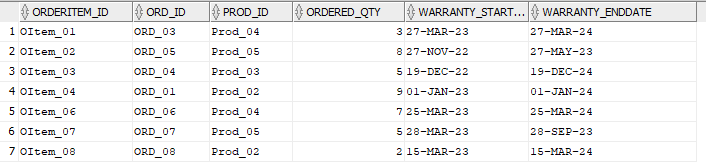 ORDERITEM_ID ORD_ID PROD_ID ORDERED_QTY WARRANTY_START... WARRANTY_ENDDATE
1 OItem_01 ORD_03 Prod_04 3 27-MAR-23 27-MAR-24
2 OItem_02 ORD_05 Prod_05 8 27-NOV-22 27-MAY-23
3 OItem_03 ORD_04 Prod_03 5 19-DEC-22 19-DEC-24
4 OItem_04 ORD_01 Prod_02 9 01-JAN-23 01-JAN-24
5 OItem_06 ORD_06 Prod_04 7 25-MAR-23 25-MAR-24
6 OItem_07 ORD_07 Prod_05 5 28-MAR-23 28-SEP-23
7 OItem_08 ORD_08 Prod_02 2 15-MAR-23 15-MAR-24